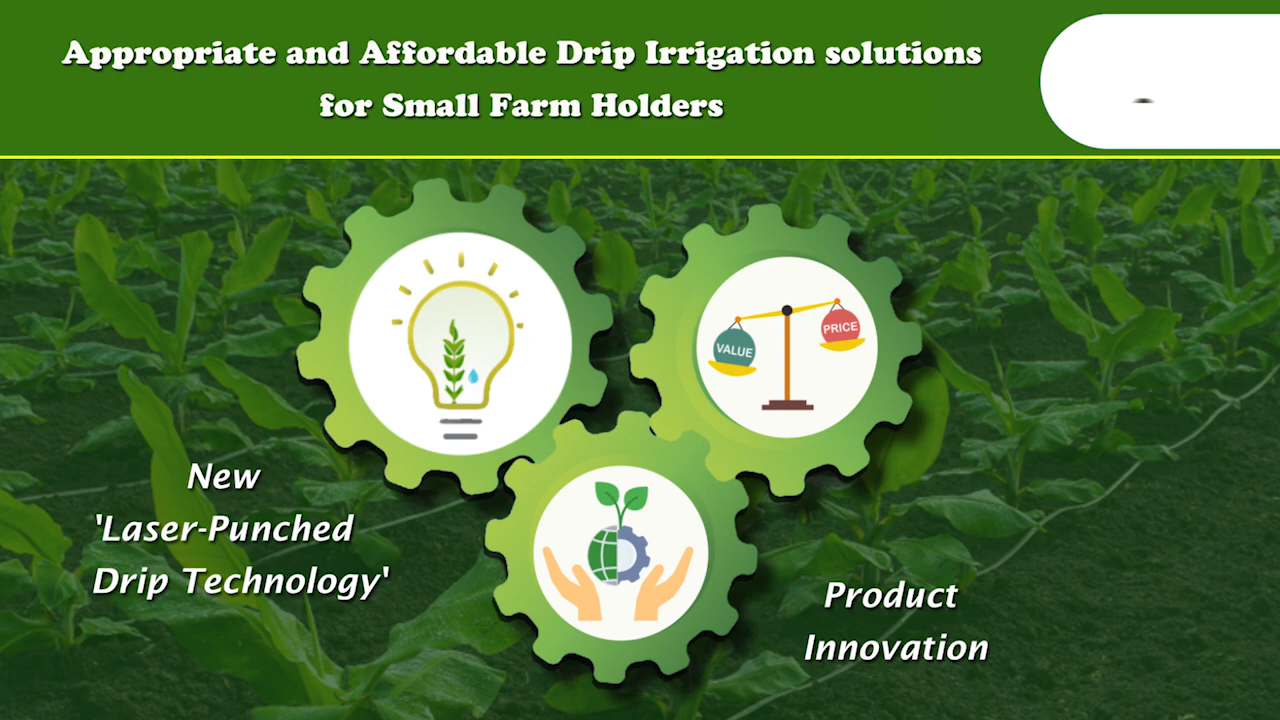 Appropriate and Affordable Drip Irrigation solutions
for Small Farm Holders
VALUE
PRICE
New
'Laser-Punched
Drip Technology'
Product
Innovation